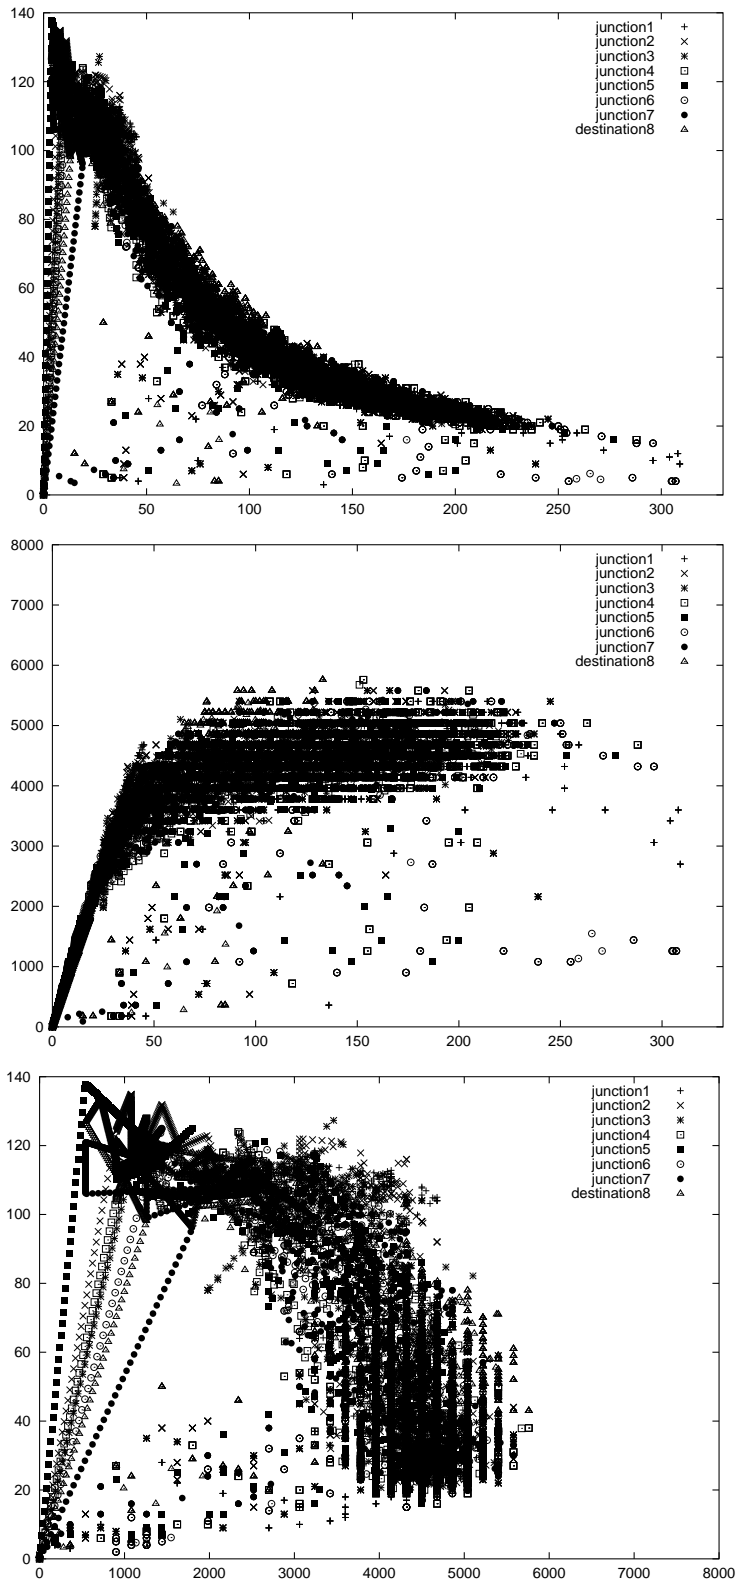 140
120
100
80
60
40
20
0
0 50 100 150 200 250 300
junction1
junction2
junction3
junction4
junction5
junction6
junction7
destination8
8000
7000
6000
5000
4000
3000
2000
1000
0
0 50 100 150 200 250 300
junction1
junction2
junction3
junction4
junction5
junction6
junction7
destination8
140
120
100
80
60
40
20
0
0 1000 2000 3000 4000 5000 6000 7000 8000
junction1
junction2
junction3
junction4
junction5
junction6
junction7
destination8